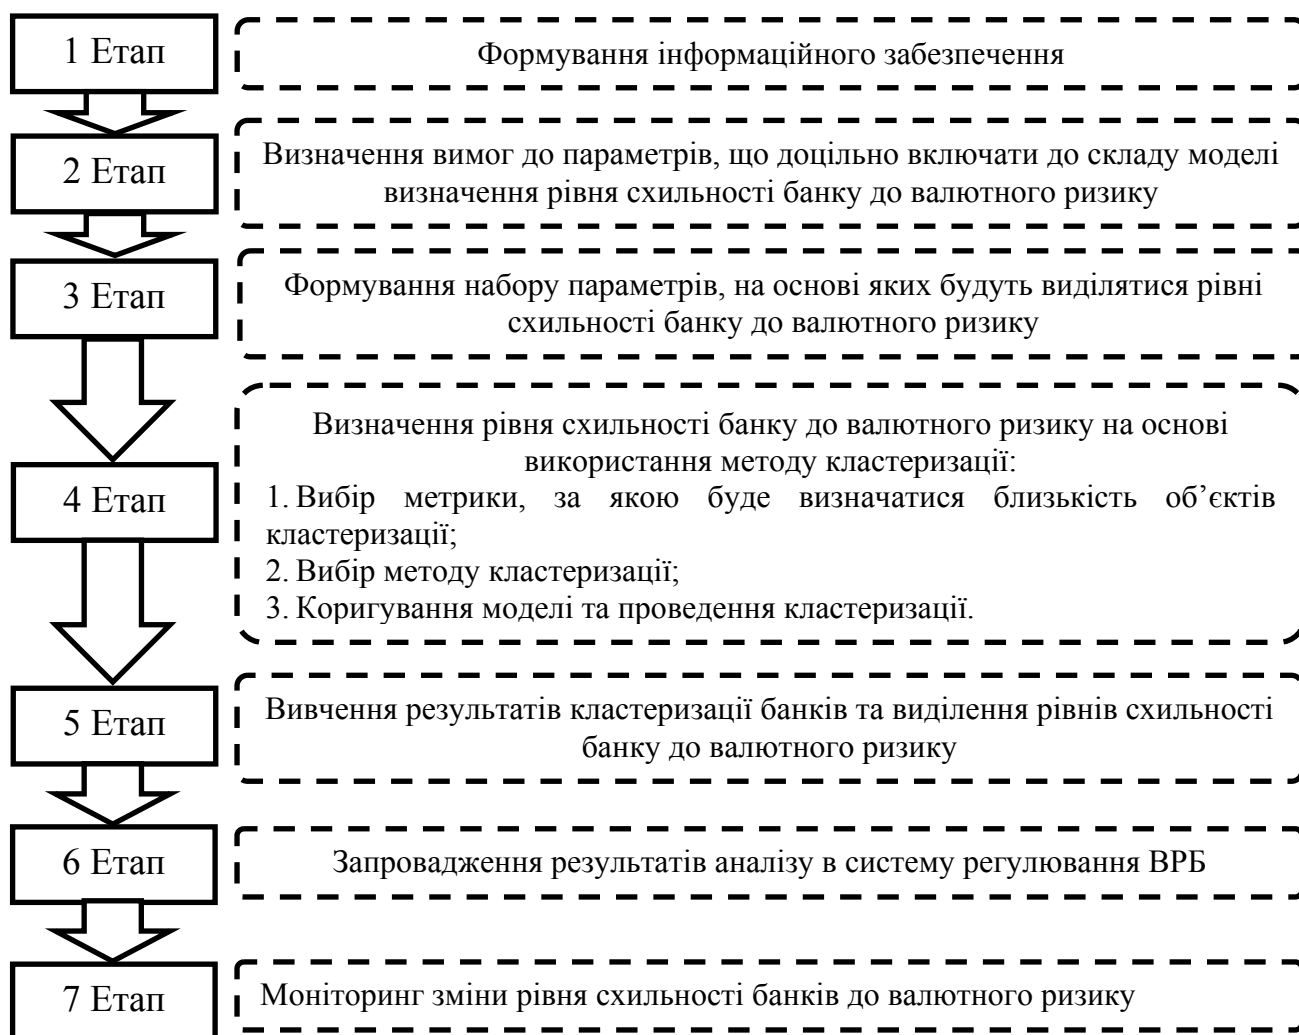 1 Етап
Формування інформаційного забезпечення
2 Етап
Визначення вимог до параметрів, що доцільно включати до складу моделі
визначення рівня схильності банку до валютного ризику
3 Етап
Формування набору параметрів, на основі яких будуть виділятися рівні
схильності банку до валютного ризику
4 Етап
Визначення рівня схильності банку до валютного ризику на основі
використання методу кластеризації:
1. Вибір метрики, за якою буде визначатися близькість об’єктів
кластеризації;
2. Вибір методу кластеризації;
3. Коригування моделі та проведення кластеризації.
5 Етап
Вивчення результатів кластеризації банків та виділення рівнів схильності
банку до валютного ризику
6 Етап
Запровадження результатів аналізу в систему регулювання ВРБ
7 Етап
Моніторинг зміни рівня схильності банків до валютного ризику